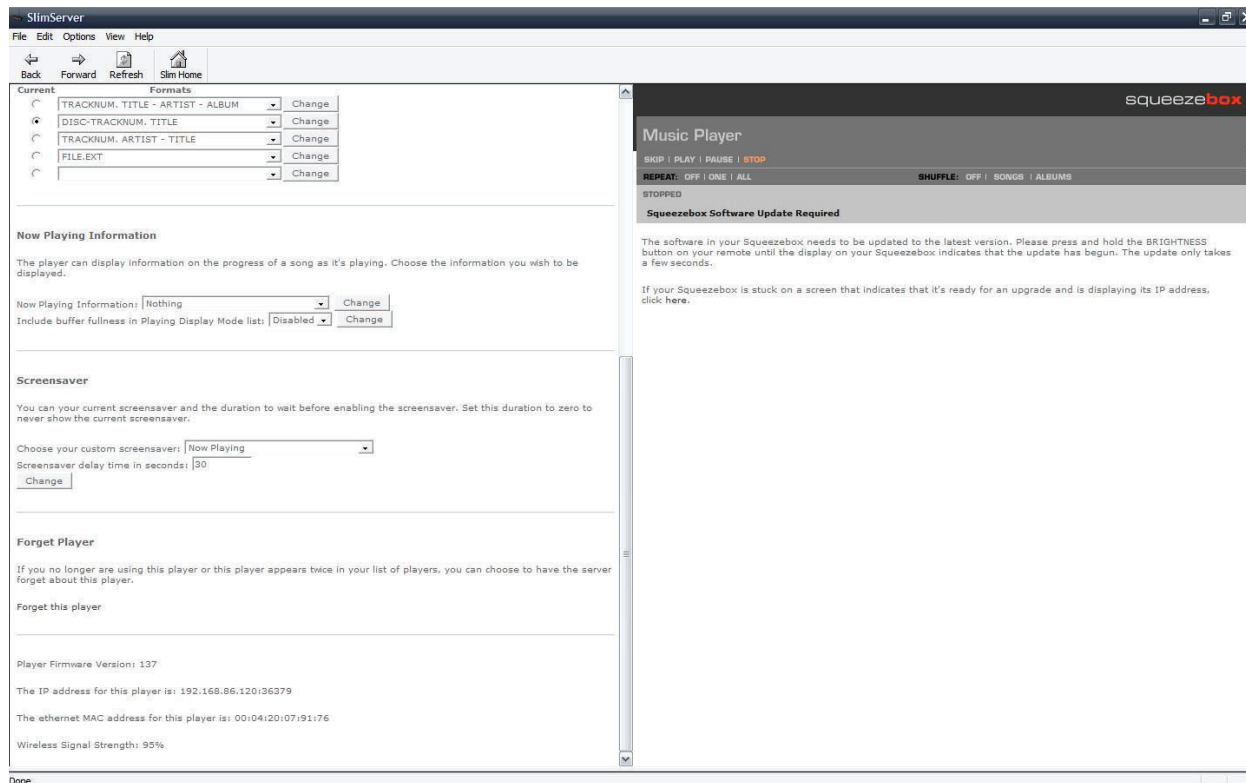 SlimServer
File Edit Options View Help
Back Forward Refresh Slim Home
Current Formats
TRACKNUM. TITLE - ARTIST - ALBUM Change
DISC-TRACKNUM. TITLE Change
TRACKNUM. ARTIST - TITLE Change
FILE.EXT Change
Change
Now Playing Information
The player can display information on the progress of a song as it's playing. Choose the information you wish to be
displayed.
Now Playing Information: Nothing Change
Include buffer fullness in Playing Display Mode list: Disabled Change
Screensaver
You can your current screensaver and the duration to wait before enabling the screensaver. Set this duration to zero to
never show the current screensaver.
Choose your custom screensaver: Now Playing
Screensaver delay time in seconds: 30
Change
Forget Player
If you no longer are using this player or this player appears twice in your list of players, you can choose to have the server
forget about this player.
Forget this player
Player Firmware Version: 137
The IP address for this player is: 192.168.86.120:36379
The ethernet MAC address for this player is: 00:04:20:07:91:76
Wireless Signal Strength: 95%
squeezebox
Music Player
SKIP | PLAY | PAUSE | STOP
REPEAT: OFF | ONE | ALL SHUFFLE: OFF | SONGS | ALBUMS
STOPPED
Squeezebox Software Update Required
The software in your Squeezebox needs to be updated to the latest version. Please press and hold the BRIGHTNESS
button on your remote until the display on your Squeezebox indicates that the update has begun. The update only takes
a few seconds.
If your Squeezebox is stuck on a screen that indicates that it's ready for an upgrade and is displaying its IP address,
click here.
Done